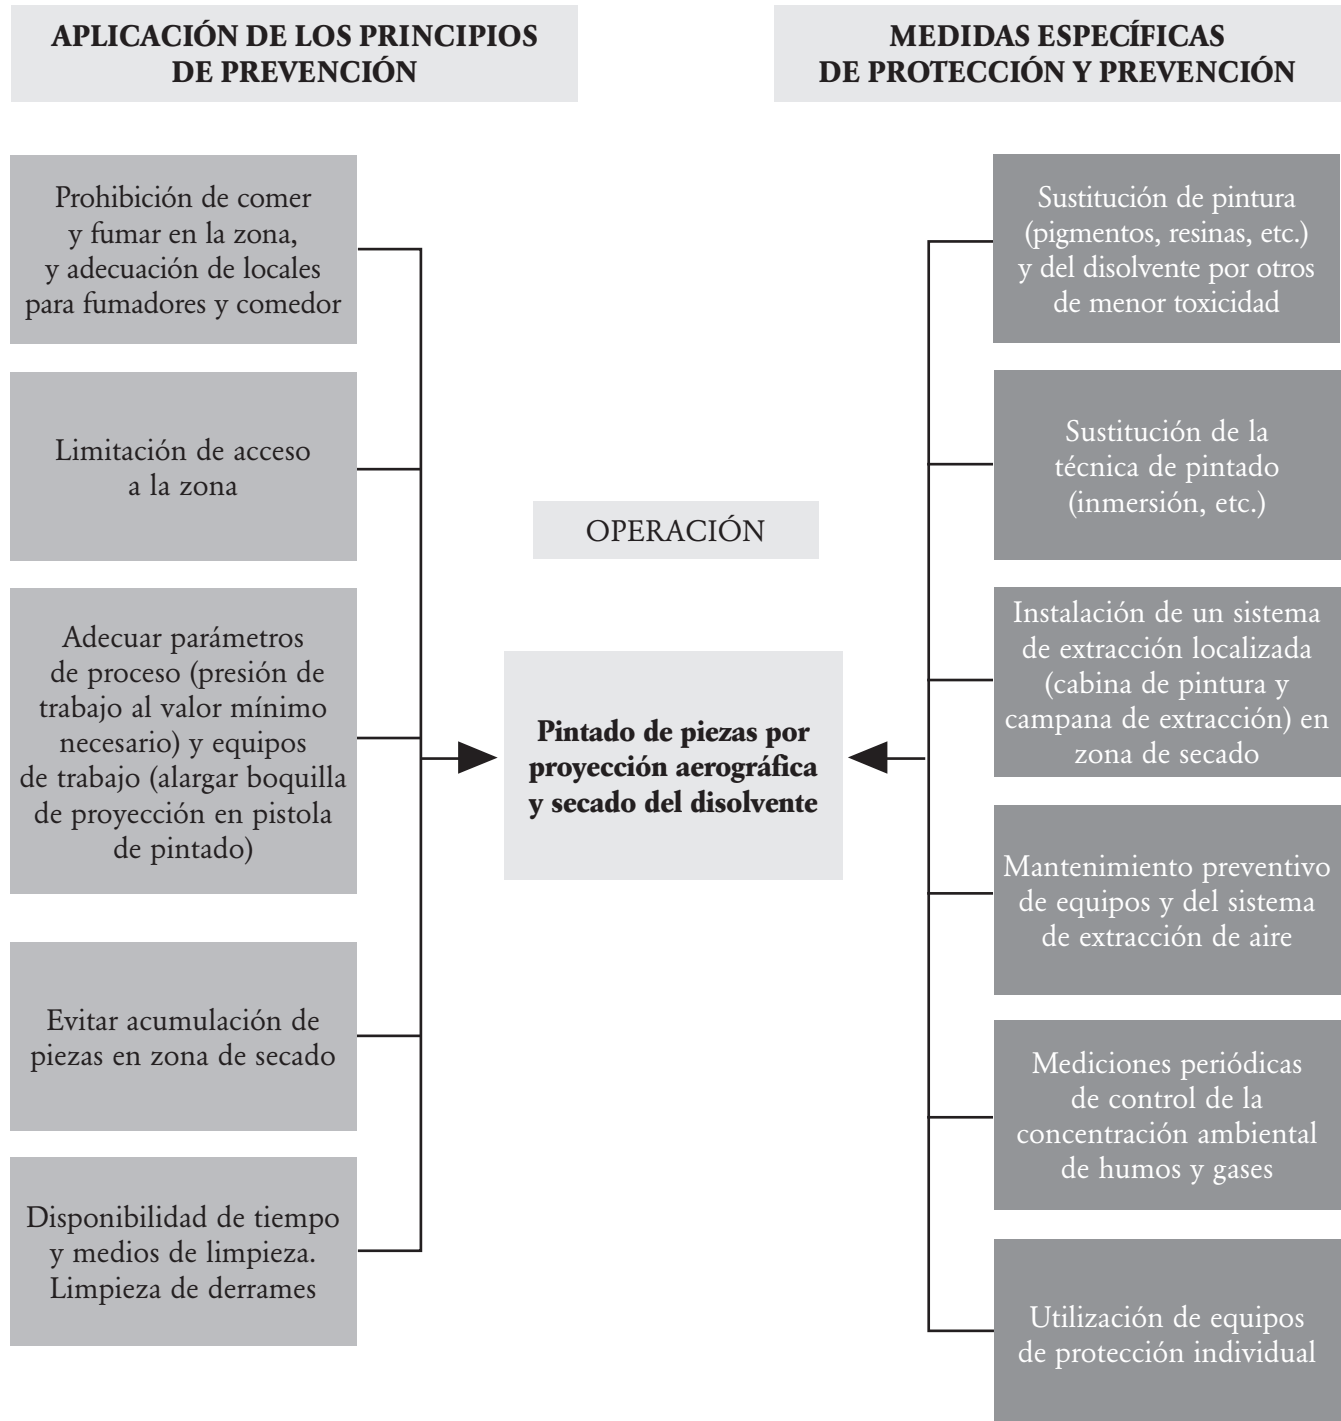 APLICACIÓN DE LOS PRINCIPIOS
DE PREVENCIÓN
MEDIDAS ESPECÍFICAS
DE PROTECCIÓN Y PREVENCIÓN
Prohibición de comer
y fumar en la zona,
y adecuación de locales
para fumadores y comedor
Limitación de acceso
a la zona
Adecuar parámetros
de proceso (presión de
trabajo al valor mínimo
necesario) y equipos
de trabajo (alargar boquilla
de proyección en pistola
de pintado)
Evitar acumulación de
piezas en zona de secado
Disponibilidad de tiempo
y medios de limpieza.
Limpieza de derrames
OPERACIÓN
Pintado de piezas por
proyección aerográfica
y secado del disolvente
Sustitución de pintura
(pigmentos, resinas, etc.)
y del disolvente por otros
de menor toxicidad
Sustitución de la
técnica de pintado
(inmersión, etc.)
Instalación de un sistema
de extracción localizada
(cabina de pintura y
campana de extracción) en
zona de secado
Mantenimiento preventivo
de equipos y del sistema
de extracción de aire
Mediciones periódicas
de control de la
concentración ambiental
de humos y gases
Utilización de equipos
de protección individual